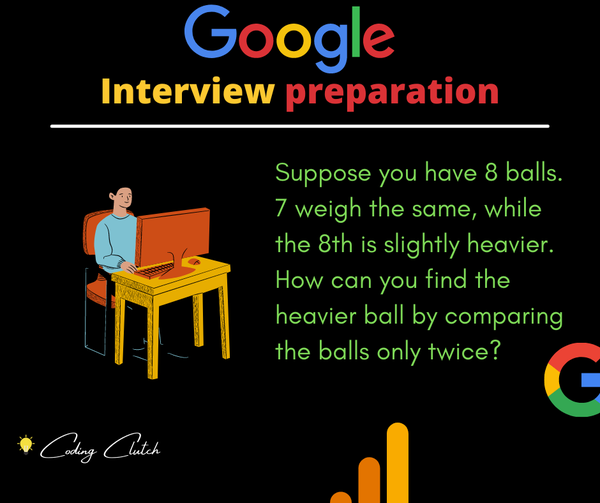 Google
Interview preparation
Suppose you have 8 balls.
7 weigh the same, while
the 8th is slightly heavier.
How can you find the
heavier ball by comparing
the balls only twice?
G
Coding Clutch